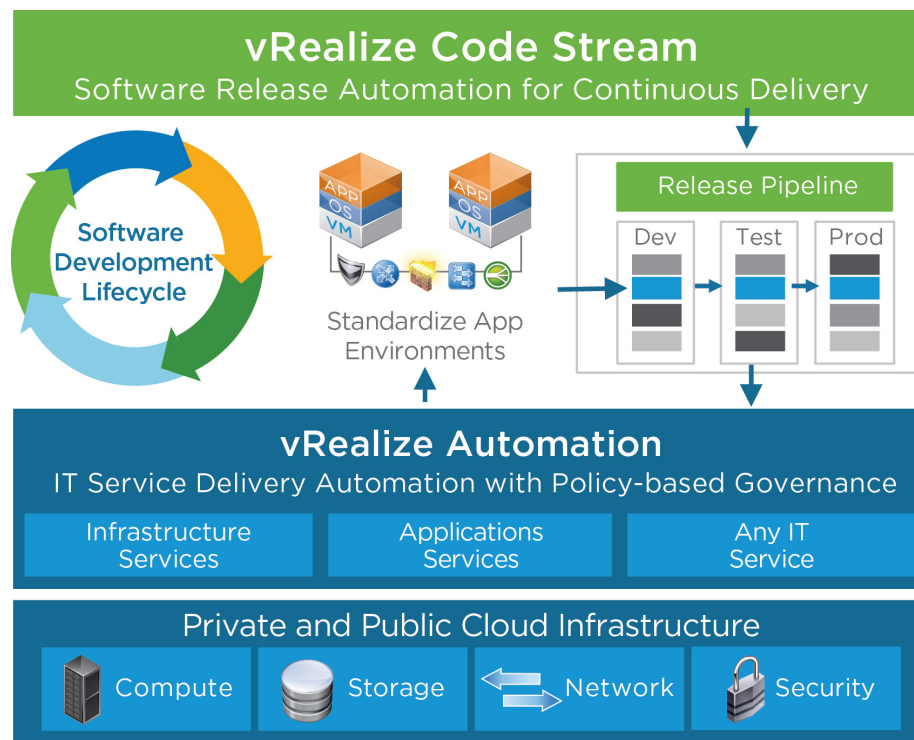 vRealize Code Stream
Software Release Automation for Continuous Delivery
Software
Development
Lifecycle
APP
OS
VM
APP
OS
VM
Standardize App
Environments
Release Pipeline
Dev
Test
Prod
vRealize Automation
IT Service Delivery Automation with Policy-based Governance
Infrastructure
Services
Applications
Services
Any IT
Service
Private and Public Cloud Infrastructure
Compute
Storage
Network
Security